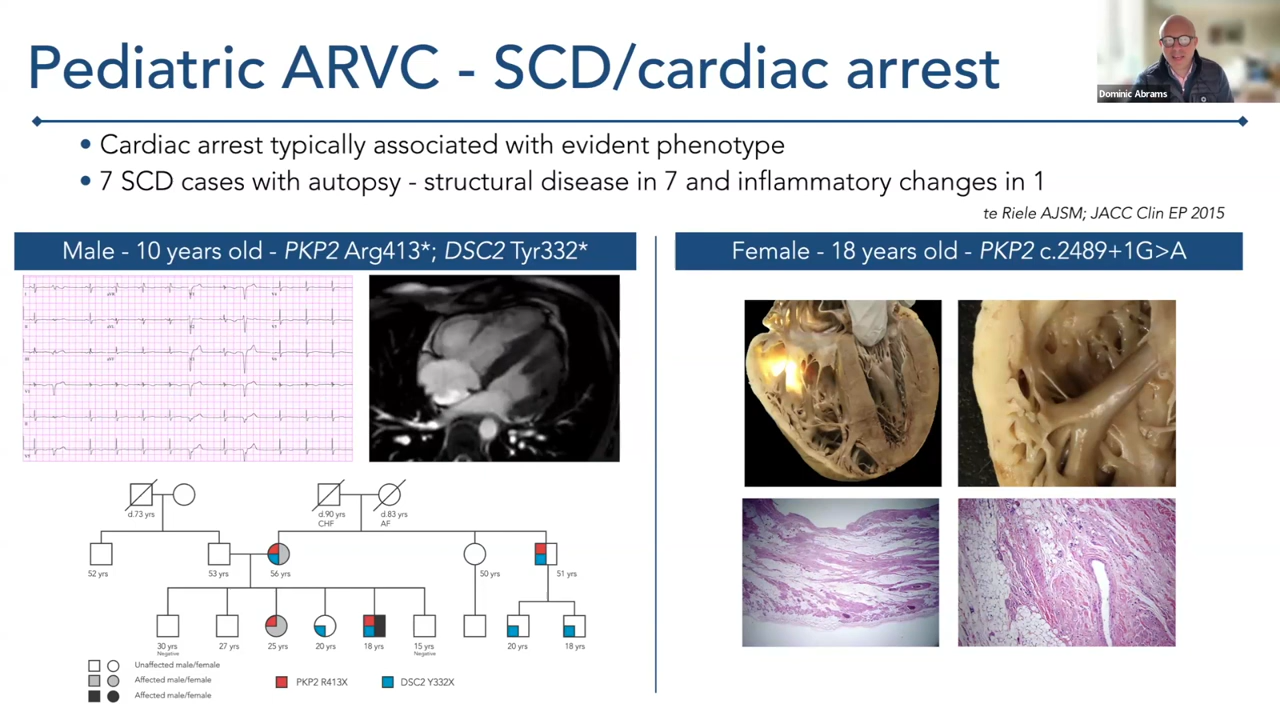 Pediatric ARVC - SCD/cardiac arrest
Dominic Abrams
• Cardiac arrest typically associated with evident phenotype
• 7 SCD cases with autopsy - structural disease in 7 and inflammatory changes in 1
te Riele AJSM; JACC Clin EP 2015
Male - 10 years old - PKP2 Arg413*; DSC2 Tyr332*
Female - 18 years old - PKP2 c.2489+1G>A
d.73 yrs
d.90 yrs
CHF
d.83 yrs
AF
52 yrs
53 yrs
56 yrs
50 yrs
51 yrs
30 yrs
Negative
27 yrs
25 yrs
20 yrs
18 yrs
15 yrs
Negative
20 yrs
18 yrs
Unaffected male/female
Affected male/female
Affected male/female
PKP2 R413X
DSC2 Y332X